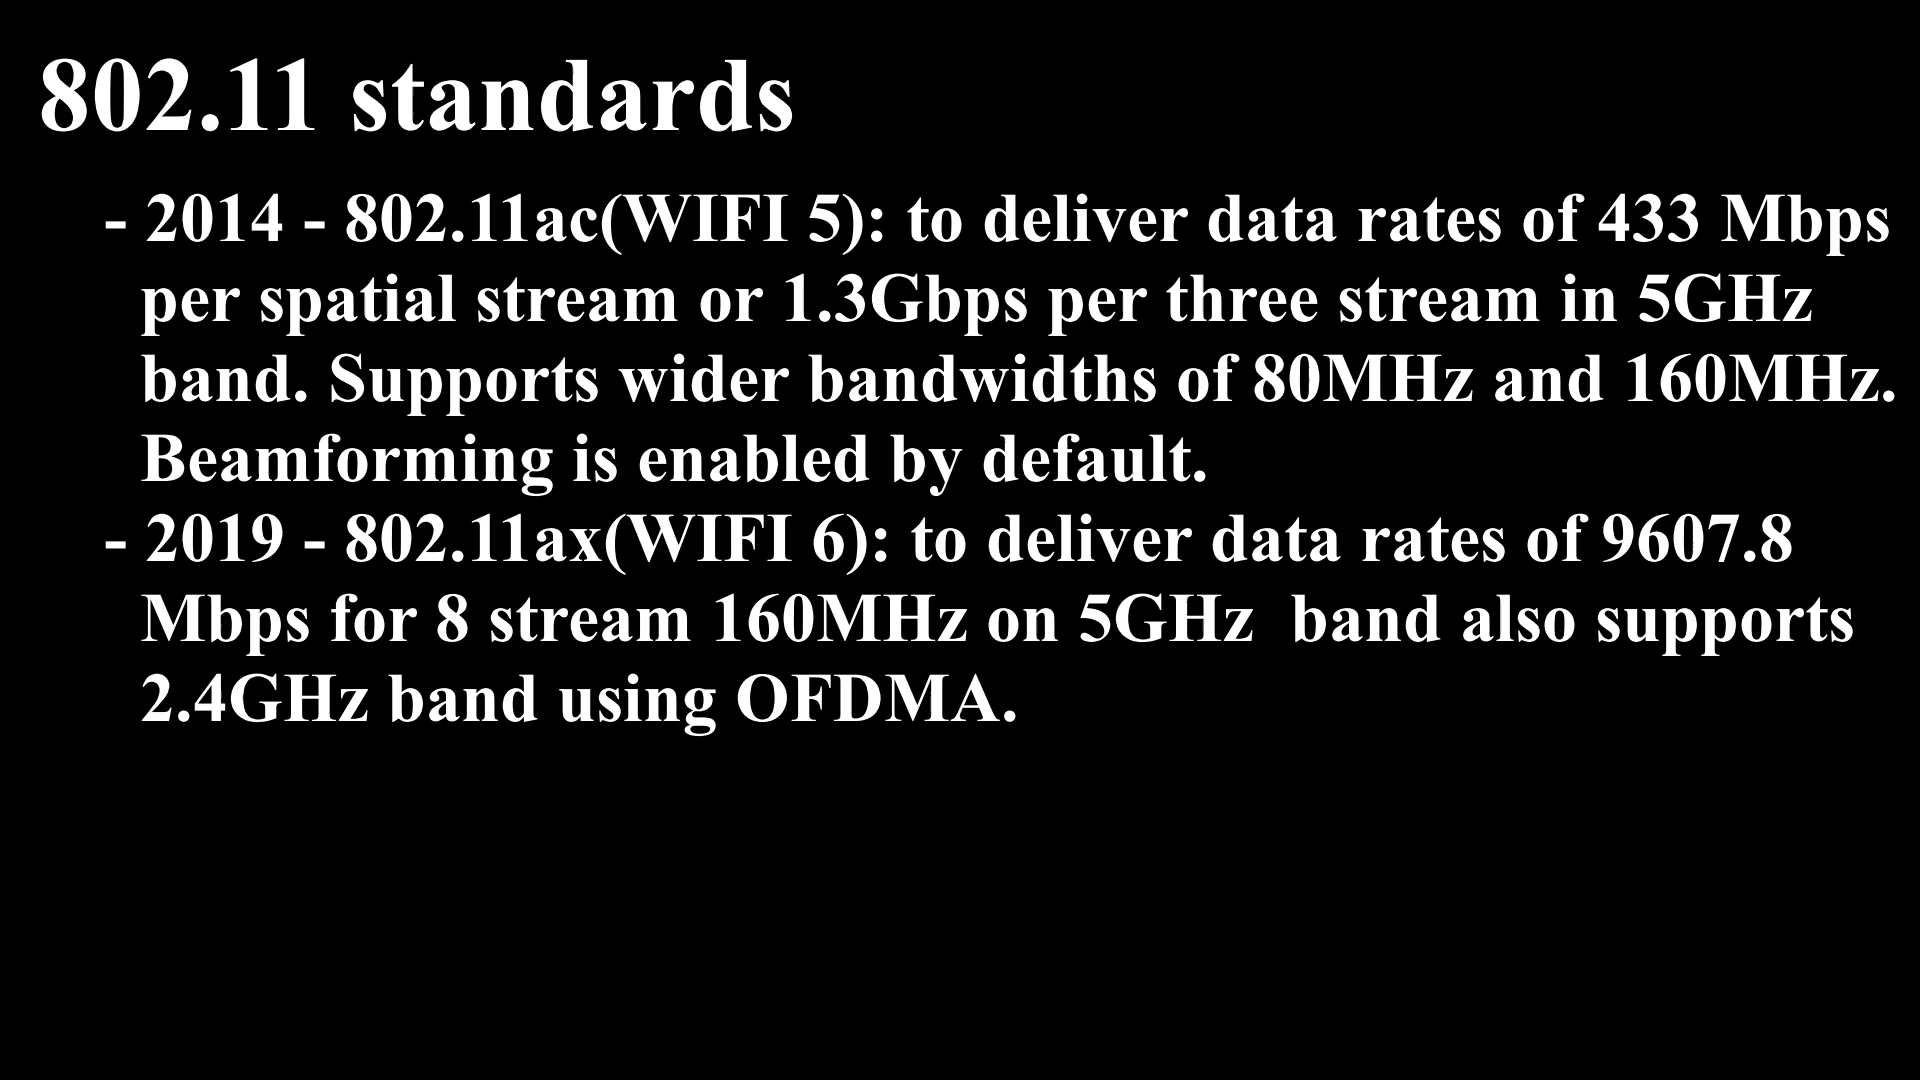 802.11 standards
- 2014 - 802.11ac(WIFI 5): to deliver data rates of 433 Mbps
per spatial stream or 1.3Gbps per three stream in 5GHz
band. Supports wider bandwidths of 80MHz and 160MHz.
Beamforming is enabled by default.
- 2019 - 802.11ax(WIFI 6): to deliver data rates of 9607.8
Mbps for 8 stream 160MHz on 5GHz  band also supports
2.4GHz band using OFDMA.